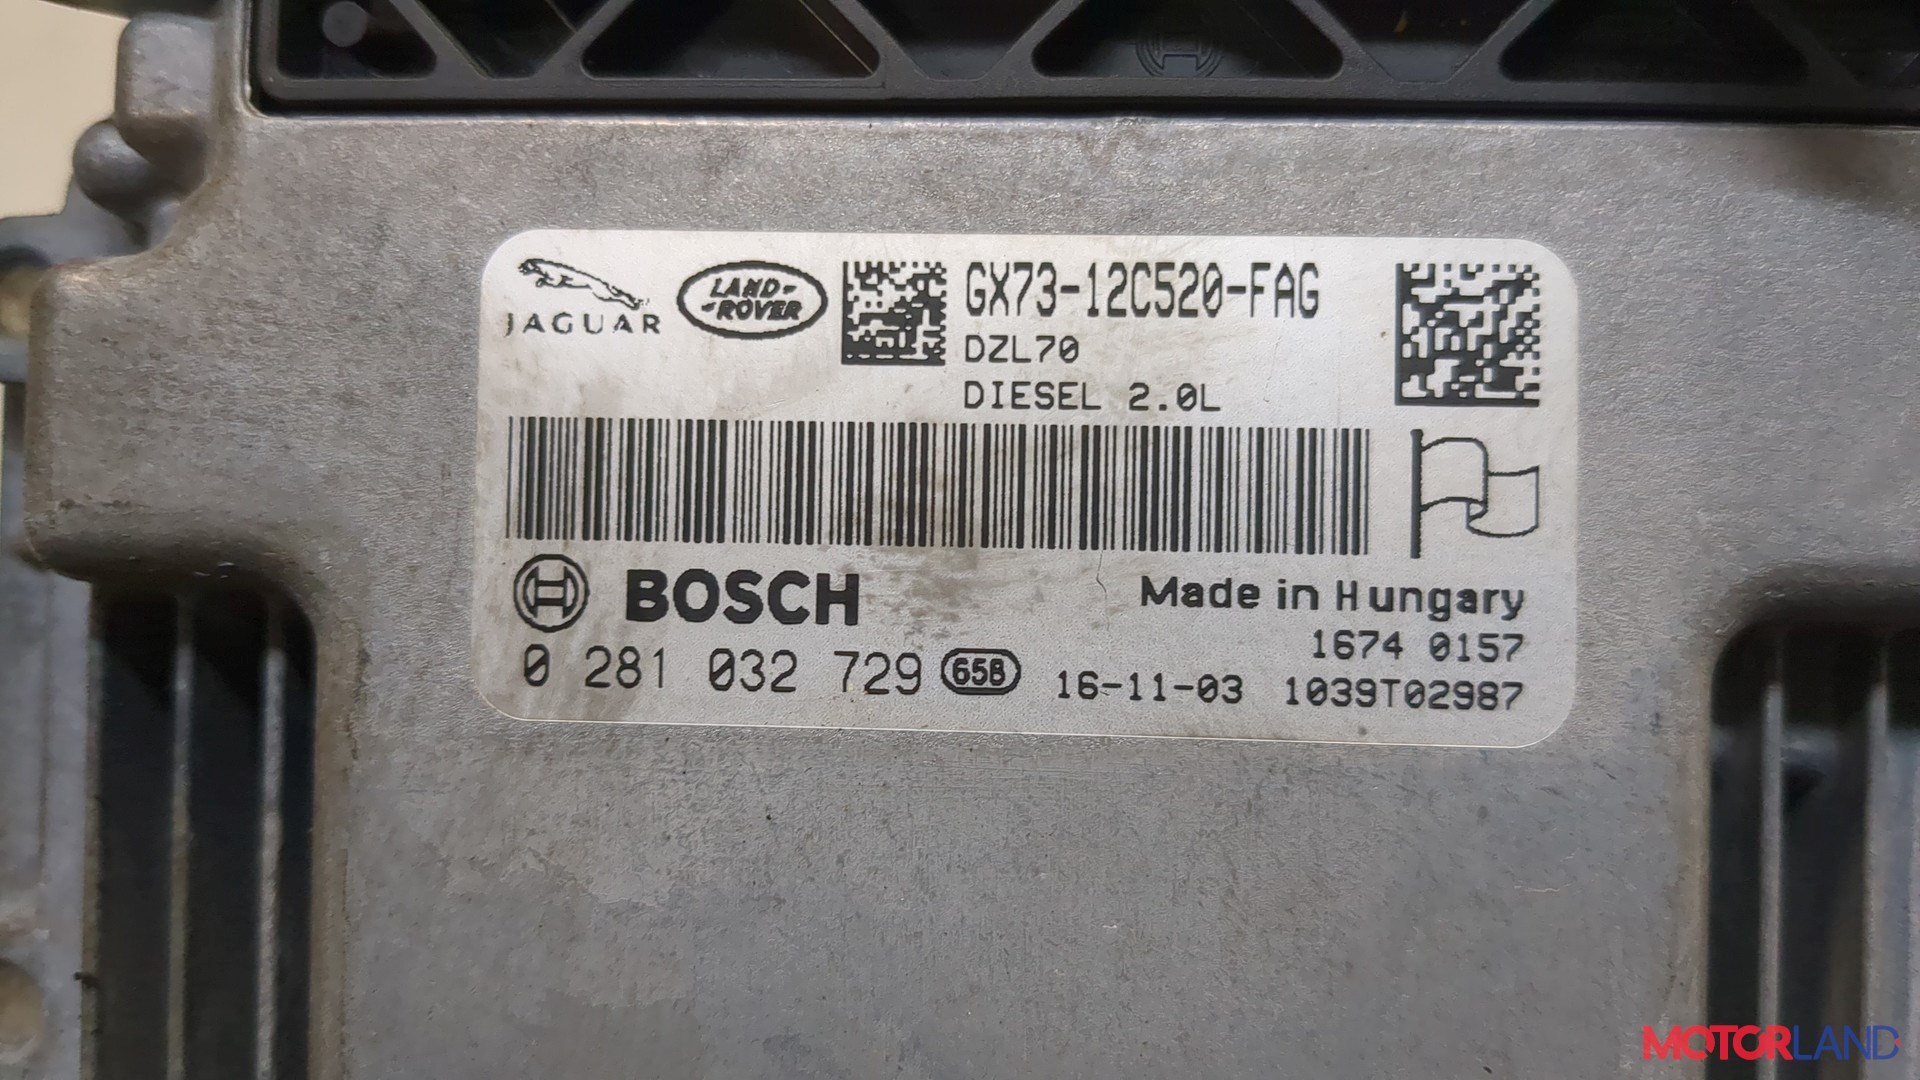 JAGUAR
LAND-
-ROVER
GX73-12C520-FAG
DZL70
DIESEL 2.0L
BOSCH
Made in Hungary
1674 0157
0 281 032 729 65B 16-11-03 1039T02987
MOTORLAND